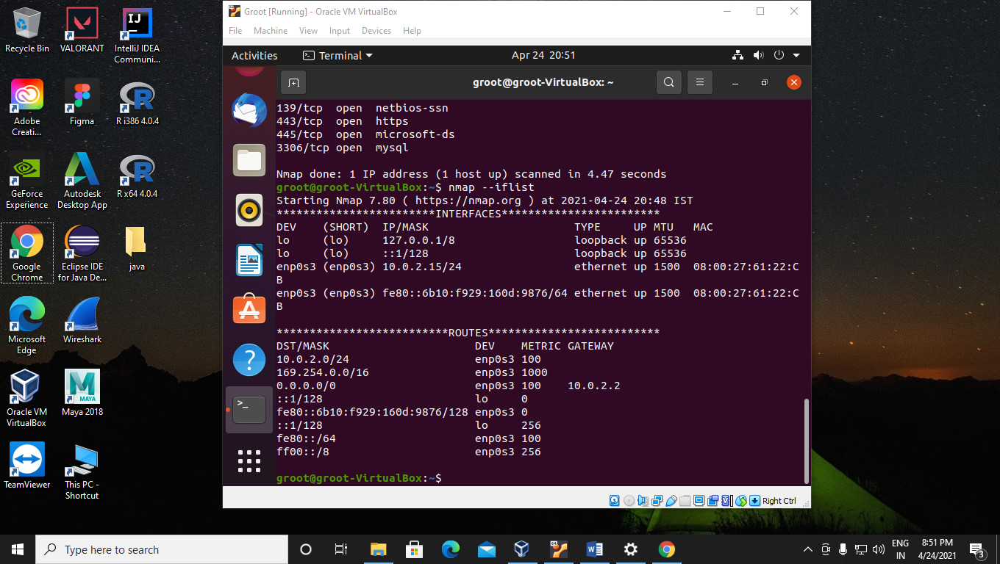 Recycle Bin
VALORANT
IntelliJ IDEA
Communi...
Adobe
Creati...
Figma
R i386 4.0.4
GeForce
Experience
Autodesk
Desktop App
R x64 4.0.4
Google
Chrome
Eclipse IDE
for Java De...
java
Microsoft
Edge
Wireshark
Oracle VM
VirtualBox
Maya 2018
TeamViewer
This PC -
Shortcut
Groot [Running] - Oracle VM VirtualBox
File Machine View Input Devices Help
Activities Terminal Apr 24 20:51
groot@groot-VirtualBox: ~
139/tcp open netbios-ssn
443/tcp open https
445/tcp open microsoft-ds
3306/tcp open mysql
Nmap done: 1 IP address (1 host up) scanned in 4.47 seconds
groot@groot-VirtualBox:~$ nmap --iflist
Starting Nmap 7.80 ( https://nmap.org ) at 2021-04-24 20:48 IST
************************INTERFACES************************
DEV (SHORT) IP/MASK TYPE UP MTU MAC
lo (lo) 127.0.0.1/8 loopback up 65536
lo (lo) ::1/128 loopback up 65536
enp0s3 (enp0s3) 10.0.2.15/24 ethernet up 1500 08:00:27:61:22:C
B
enp0s3 (enp0s3) fe80::6b10:f929:160d:9876/64 ethernet up 1500 08:00:27:61:22:C
B
**************************ROUTES**************************
DST/MASK DEV METRIC GATEWAY
10.0.2.0/24 enp0s3 100
169.254.0.0/16 enp0s3 1000
0.0.0.0/0 enp0s3 100 10.0.2.2
::1/128 lo 0
fe80::6b10:f929:160d:9876/128 enp0s3 0
::1/128 lo 256
fe80::/64 enp0s3 100
ff00::/8 enp0s3 256
groot@groot-VirtualBox:~$
Right Ctrl
Type here to search
ENG
IN
8:51 PM
4/24/2021
3